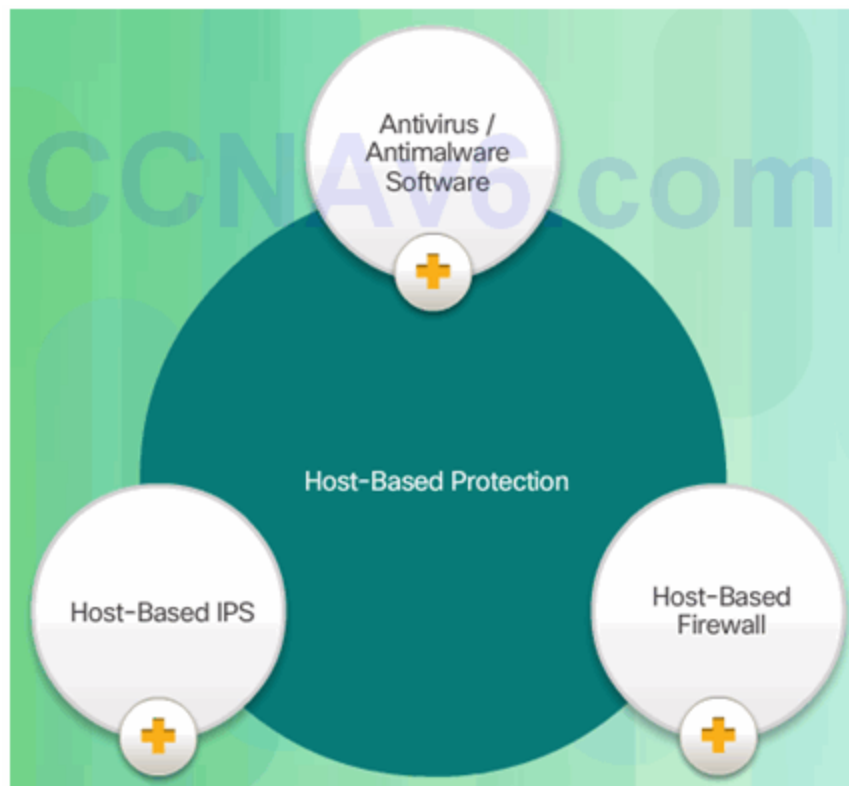 CCNAv6.com
Antivirus /
Antimalware
Software
Host-Based Protection
Host-Based IPS
Host-Based
Firewall